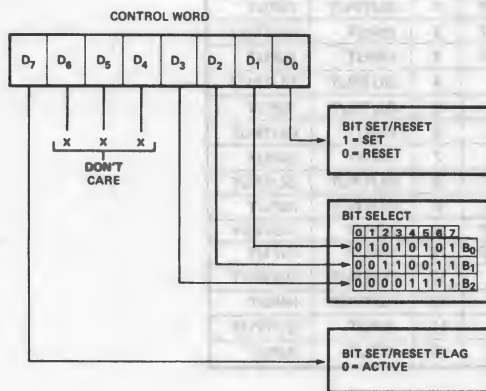 CONTROL WORD
D7 D6 D5 D4 D3 D2 D1 D0
X X X
DON'T
CARE
BIT SET/RESET
1 = SET
0 = RESET
BIT SELECT
0 1 2 3 4 5 6 7
0 1 0 1 0 1 0 1 B0
0 0 1 1 0 0 1 1 B1
0 0 0 0 1 1 1 1 B2
BIT SET/RESET FLAG
0 = ACTIVE